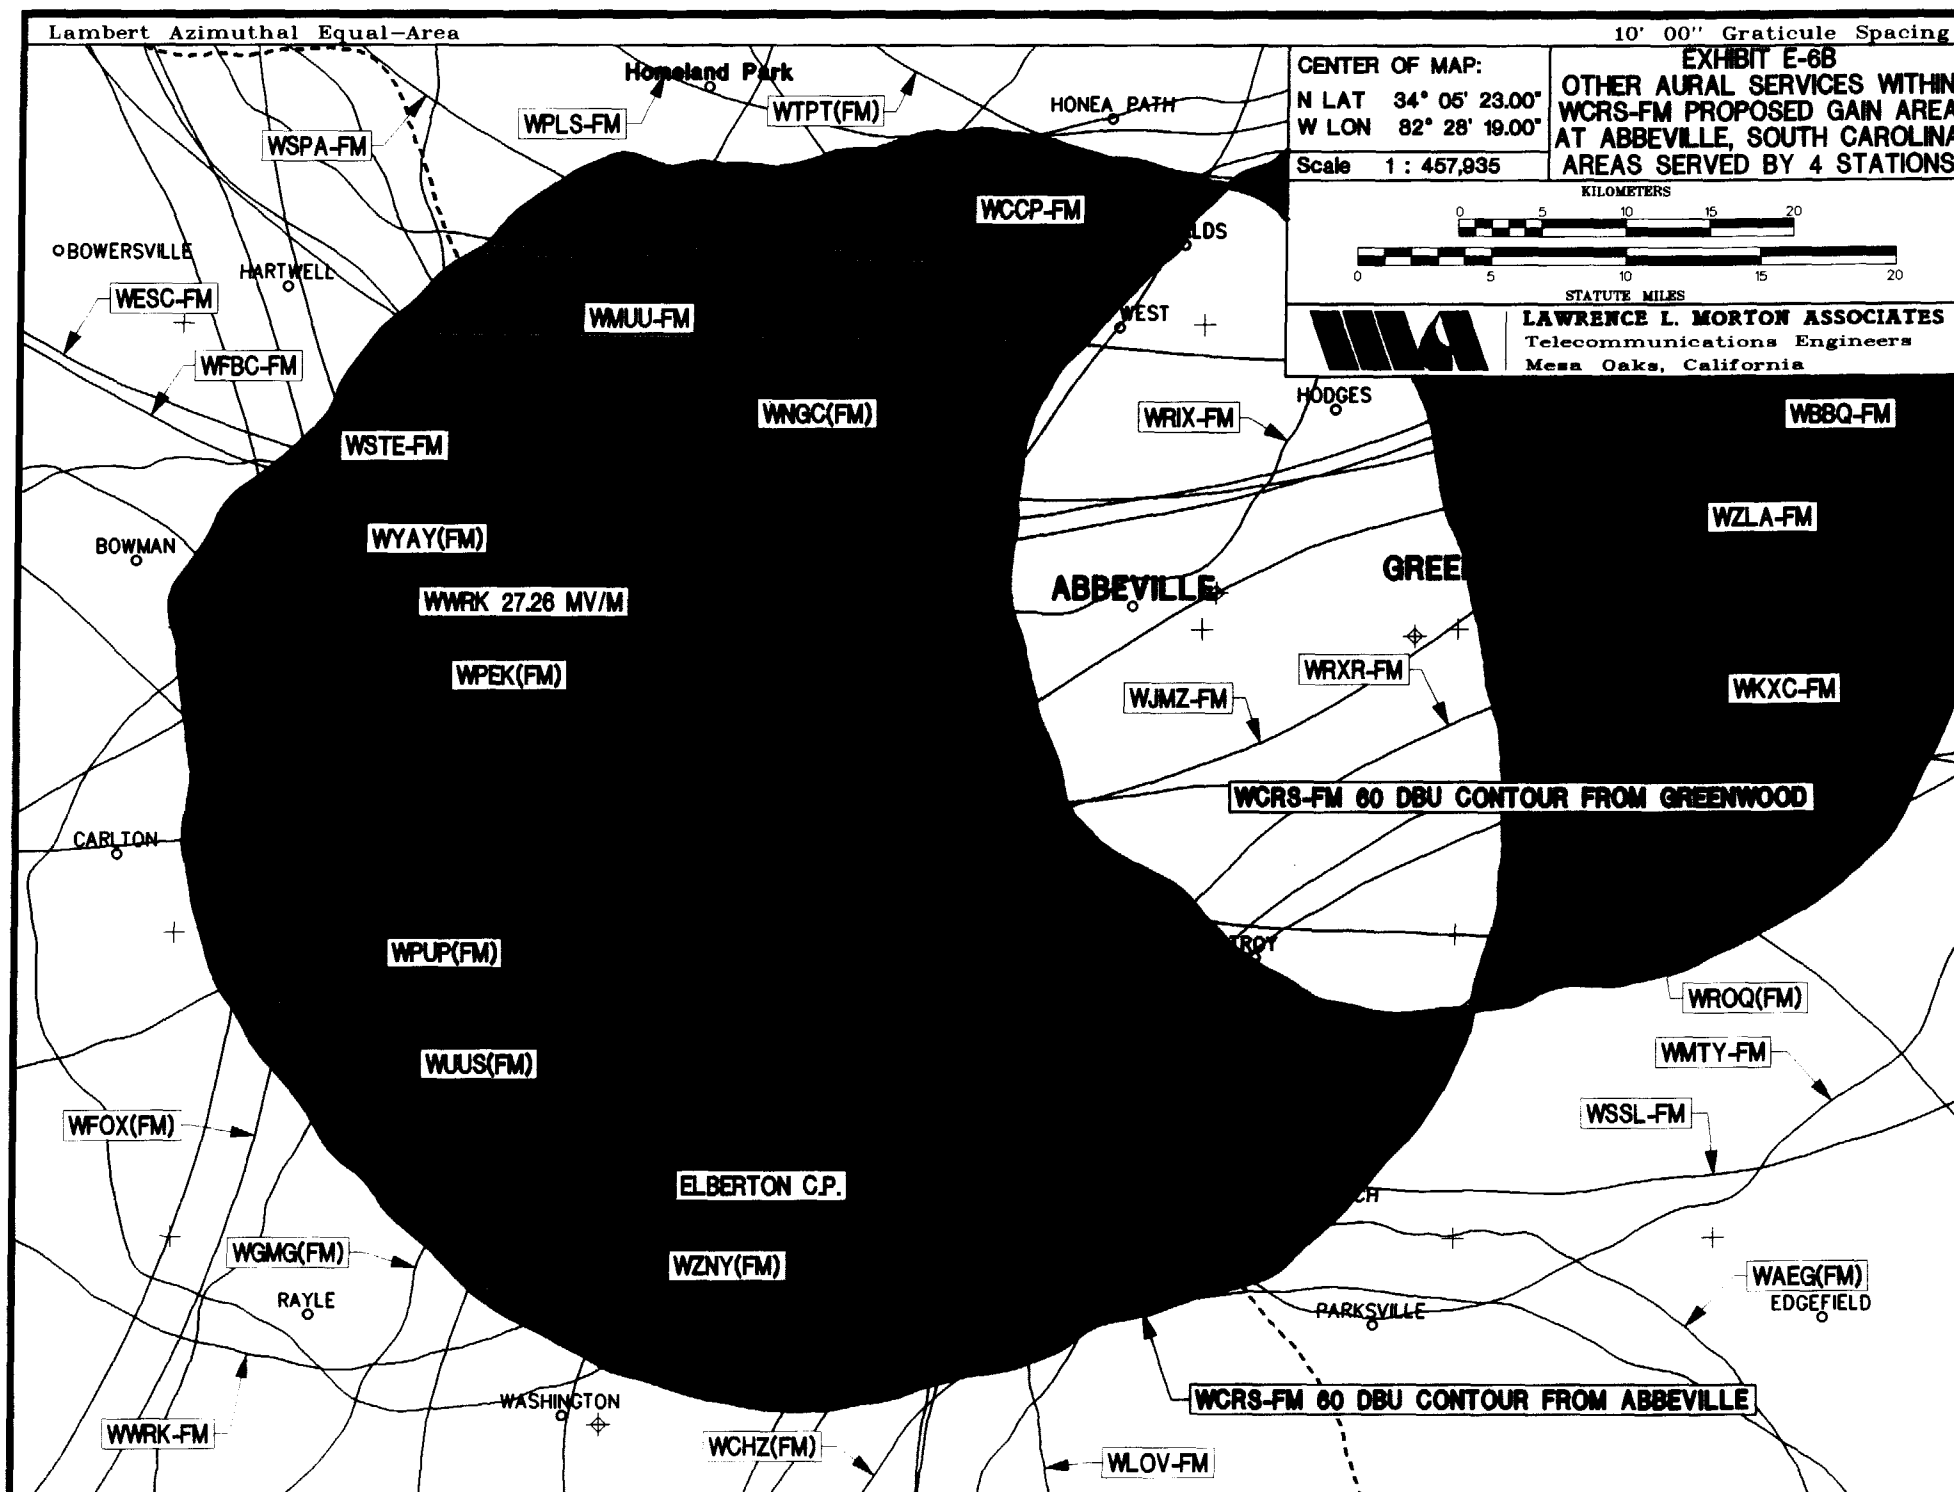 Lambert Azimuthal Equal-Area
10' 00" Graticule Spacing
CENTER OF MAP:
N LAT 34° 05' 23.00"
W LON 82° 28' 19.00"
Scale 1 : 457,935
EXHIBIT E-6B
OTHER AURAL SERVICES WITHIN
WCRS-FM PROPOSED GAIN AREA
AT ABBEVILLE, SOUTH CAROLINA
AREAS SERVED BY 4 STATIONS
KILOMETERS
0 5 10 15 20
0 5 10 15 20
STATUTE MILES
LAWRENCE L. MORTON ASSOCIATES
Telecommunications Engineers
Mesa Oaks, California
Homeland Park
WTPT(FM)
HONEA PATH
WPLS-FM
WSPA-FM
WCCP-FM
LDS
BOWERSVILLE
HARTWELL
WESC-FM
WMUU-FM
WEST
WFBC-FM
HODGES
WNGC(FM)
WRIX-FM
WBBQ-FM
WSTE-FM
WZLA-FM
WYAY(FM)
BOWMAN
GREE
ABBEVILLE
WWRK 27.26 MV/M
WPEK(FM)
WRXR-FM
WKXC-FM
WJMZ-FM
WCRS-FM 60 DBU CONTOUR FROM GREENWOOD
CARLTON
WPUP(FM)
TROY
WROQ(FM)
WMTY-FM
WUUS(FM)
WSSL-FM
WFOX(FM)
ELBERTON C.P.
CH
WGMG(FM)
WZNY(FM)
WAEG(FM)
RAYLE
PARKSVILLE
EDGEFIELD
WCRS-FM 60 DBU CONTOUR FROM ABBEVILLE
WASHINGTON
WWRK-FM
WCHZ(FM)
WLOV-FM